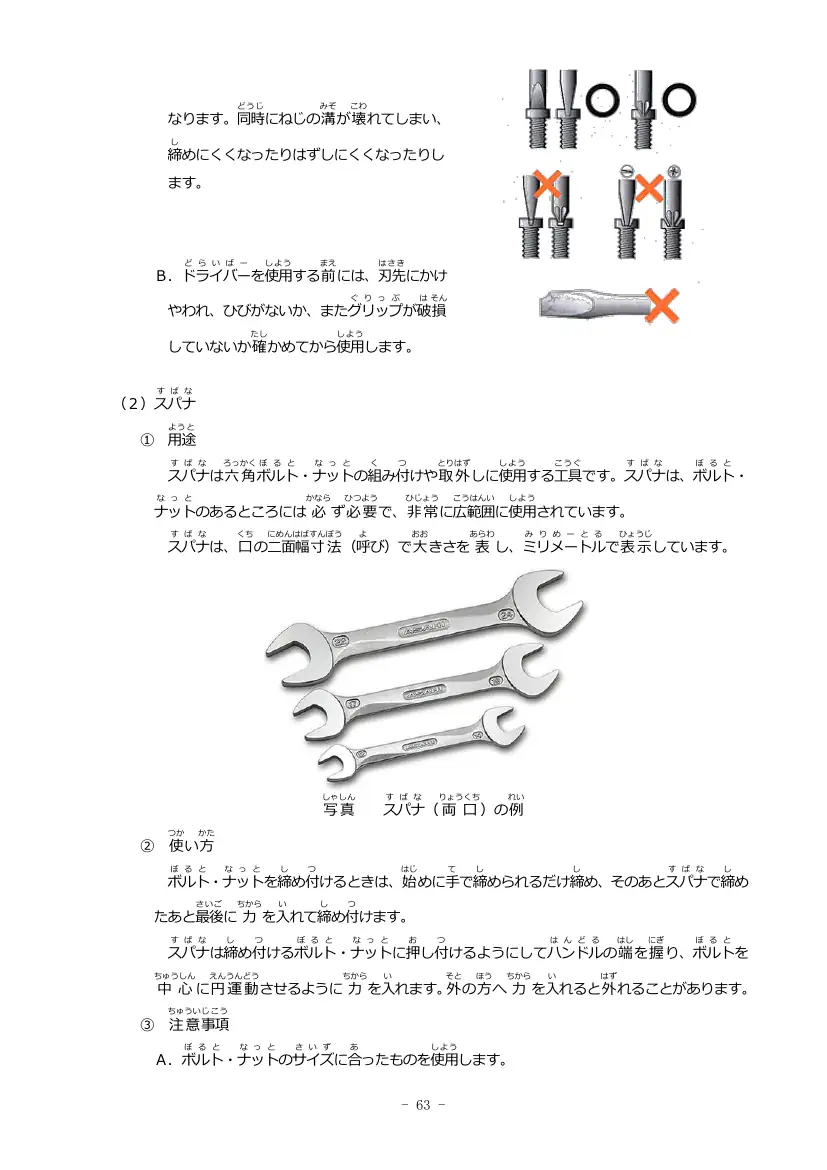 なります。同時にねじの溝が壊れてしまい、
締めにくくなったりはずしにくくなったりし
ます。
B．ドライバーを使用する前には、刃先にかけ
やわれ、ひびがないか、またグリップが破損
していないか確かめてから使用します。
（2）スパナ
①　用途
スパナは六角ボルト・ナットの組み付けや取外しに使用する工具です。スパナは、ボルト・
ナットのあるところには必ず必要で、非常に広範囲に使用されています。
スパナは、口の二面幅寸法（呼び）で大きさを表し、ミリメートルで表示しています。
22 24
17
写真　スパナ（両口）の例
②　使い方
ボルト・ナットを締め付けるときは、始めに手で締められるだけ締め、そのあとスパナで締め
たあと最後に力を入れて締め付けます。
スパナは締め付けるボルト・ナットに押し付けるようにしてハンドルの端を握り、ボルトを
中心に円運動させるように力を入れます。外の方へ力を入れると外れることがあります。
③　注意事項
A．ボルト・ナットのサイズに合ったものを使用します。
- 63 -